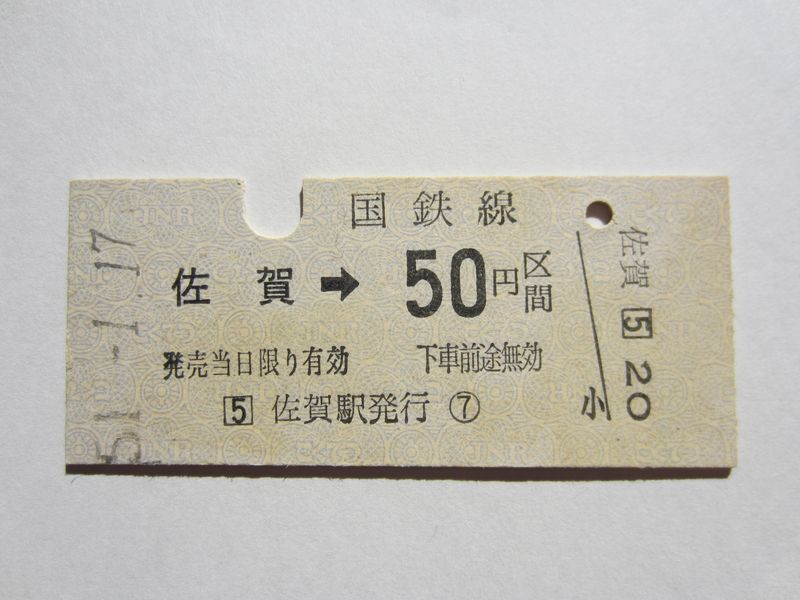 国鉄線
佐賀➡50円区間
発売当日限り有効 下車前途無効
5 佐賀駅発行 ⑦
51.-1.17
佐賀 5 20
小